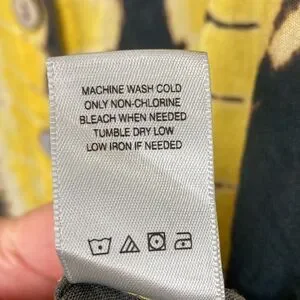 MACHINE WASH COLD
ONLY NON-CHLORINE
BLEACH WHEN NEEDED
TUMBLE DRY LOW
LOW IRON IF NEEDED